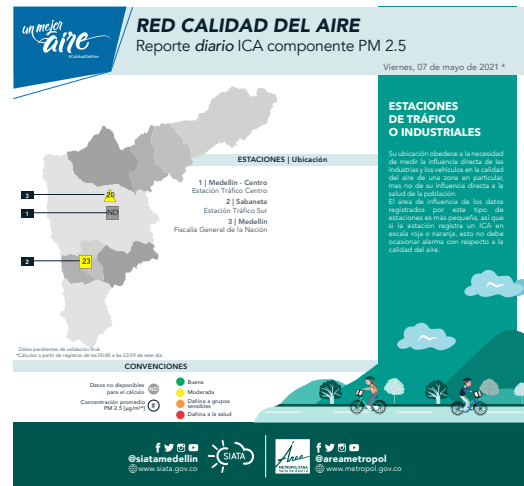 un mejor
aire
#CalidadDelAire
RED CALIDAD DEL AIRE
Reporte diario ICA componente PM 2.5
Viernes, 07 de mayo de 2021 *
ESTACIONES
DE TRÁFICO
O INDUSTRIALES
Su ubicación obedece a la necesidad
de medir la influencia directa de las
industrias y los vehículos en la calidad
del aire de una zona en particular,
mas no de su influencia directa a la
salud de la población.
El área de influencia de los datos
registrados por este tipo de
estaciones es más pequeña, así que
si la estación registra un ICA en
escala roja o naranja, esto no debe
ocasionar alarma con respecto a la
calidad del aire.
ESTACIONES | Ubicación
1 | Medellín - Centro
Estación Tráfico Centro
2 | Sabaneta
Estación Tráfico Sur
3 | Medellín
Fiscalía General de la Nación
3
20
1
ND
2
23
Datos pendientes de validación final.
*Cálculos a partir de registros de las 00:00 a las 23:59 de este día.
CONVENCIONES
Datos no disponibles
para el cálculo
ND
Concentración promedio
PM 2.5 [µg/m³*]
#
Buena
Moderada
Dañina a grupos
sensibles
Dañina a la salud
@siatamedellin
www.siata.gov.co
SIATA
Área
METROPOLITANA
Valle de Aburrá
@areametropol
www.metropol.gov.co